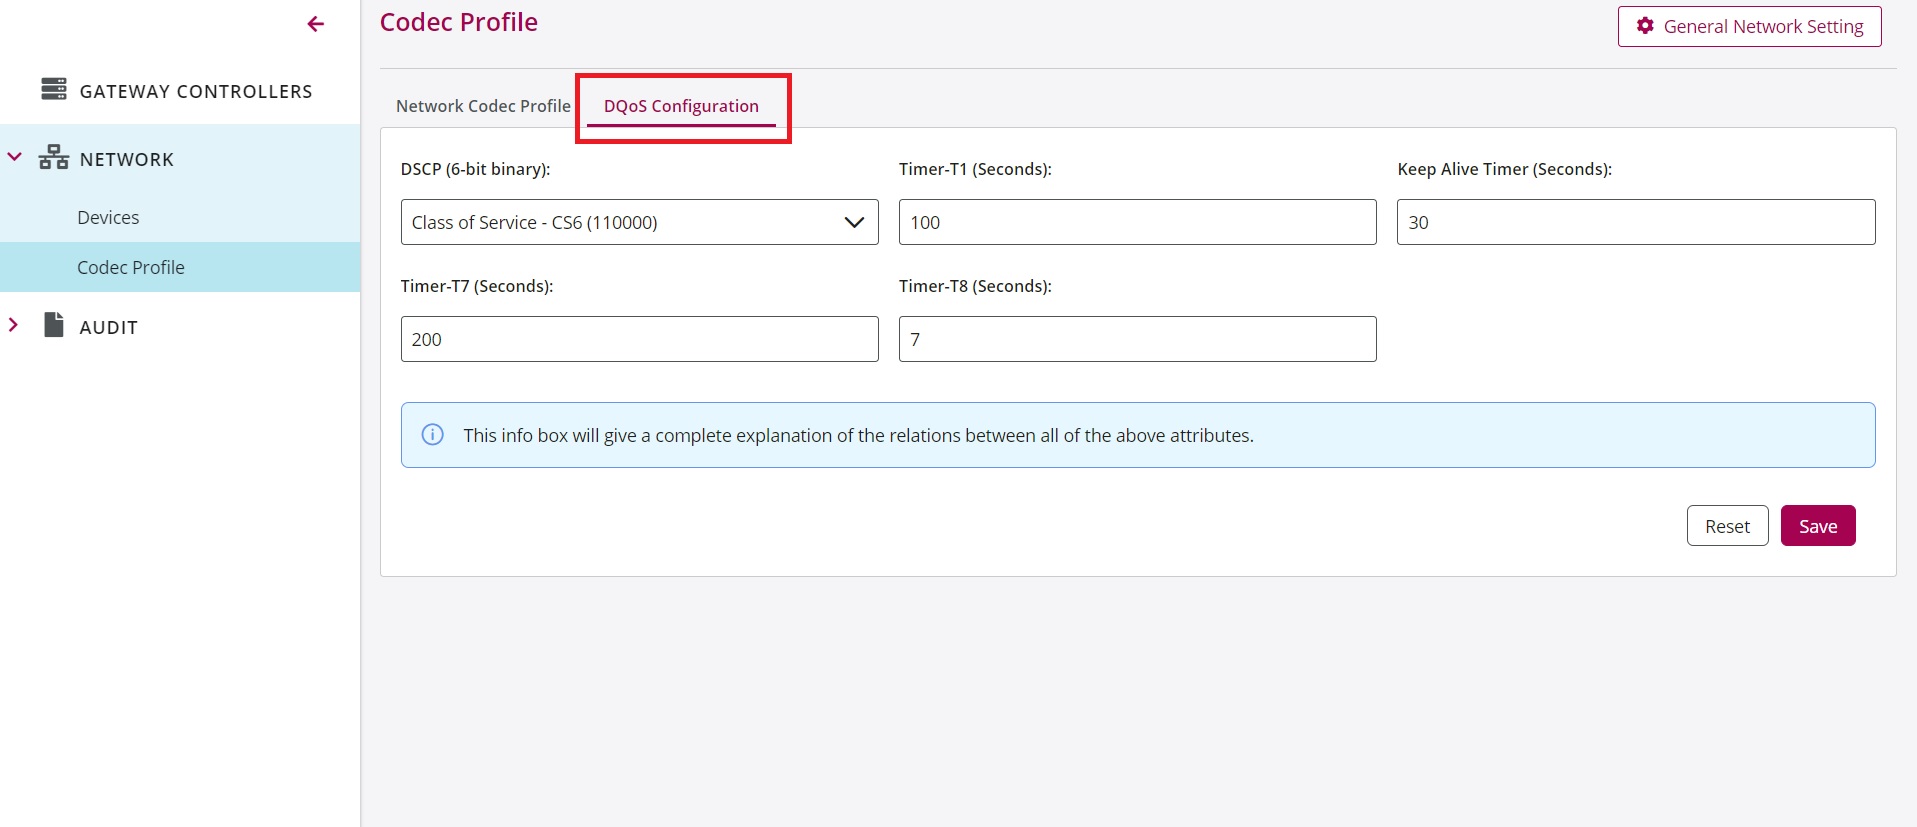 Codec Profile
General Network Setting
GATEWAY CONTROLLERS
NETWORK
Devices
Codec Profile
AUDIT
Network Codec Profile
DQoS Configuration
DSCP (6-bit binary):
Timer-T1 (Seconds):
Keep Alive Timer (Seconds):
Class of Service - CS6 (110000)
100
30
Timer-T7 (Seconds):
Timer-T8 (Seconds):
200
7
This info box will give a complete explanation of the relations between all of the above attributes.
Reset
Save